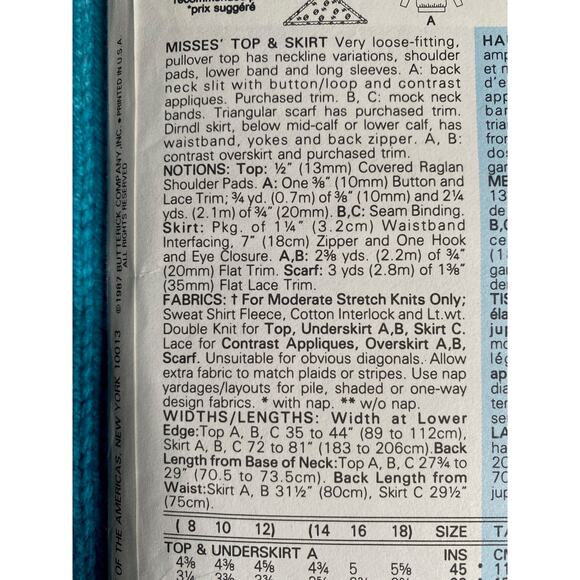 *prix suggéré
A
MISSES' TOP & SKIRT Very loose-fitting,
pullover top has neckline variations, shoulder
pads, lower band and long sleeves. A: back
neck slit with button/loop and contrast
appliques. Purchased trim. B, C: mock neck
bands. Triangular scarf has purchased trim.
Dirndl skirt, below mid-calf or lower calf, has
waistband, yokes and back zipper. A, B:
contrast overskirt and purchased trim.
NOTIONS: Top: ½" (13mm) Covered Raglan
Shoulder Pads. A: One ⅜" (10mm) Button and
Lace Trim; ¾ yd. (0.7m) of ⅜" (10mm) and 2¼
yds. (2.1m) of ¾" (20mm). B,C: Seam Binding.
Skirt: Pkg. of 1¼" (3.2cm) Waistband
Interfacing, 7" (18cm) Zipper and One Hook
and Eye Closure. A,B: 2⅜ yds. (2.2m) of ¾"
(20mm) Flat Trim. Scarf: 3 yds (2.8m) of 1⅜"
(35mm) Flat Lace Trim.
FABRICS: † For Moderate Stretch Knits Only;
Sweat Shirt Fleece, Cotton Interlock and Lt.wt.
Double Knit for Top, Underskirt A,B, Skirt C.
Lace for Contrast Appliques, Overskirt A,B,
Scarf. Unsuitable for obvious diagonals. Allow
extra fabric to match plaids or stripes. Use nap
yardages/layouts for pile, shaded or one-way
design fabrics. * with nap. ** w/o nap.
WIDTHS/LENGTHS: Width at Lower
Edge:Top A, B, C 35 to 44" (89 to 112cm),
Skirt A, B, C 72 to 81" (183 to 206cm).Back
Length from Base of Neck:Top A, B, C 27¾ to
29" (70.5 to 73.5cm). Back Length from
Waist:Skirt A, B 31½" (80cm), Skirt C 29½"
(75cm).
( 8 10 12) (14 16 18) SIZE
TOP & UNDERSKIRT A INS
4⅜ 4⅜ 4⅝ 4¾ 5 5⅝ 45 *
OF THE AMERICAS, NEW YORK 10013
©1987 BUTTERICK COMPANY, INC. • PRINTED IN U.S.A.
ALL RIGHTS RESERVED